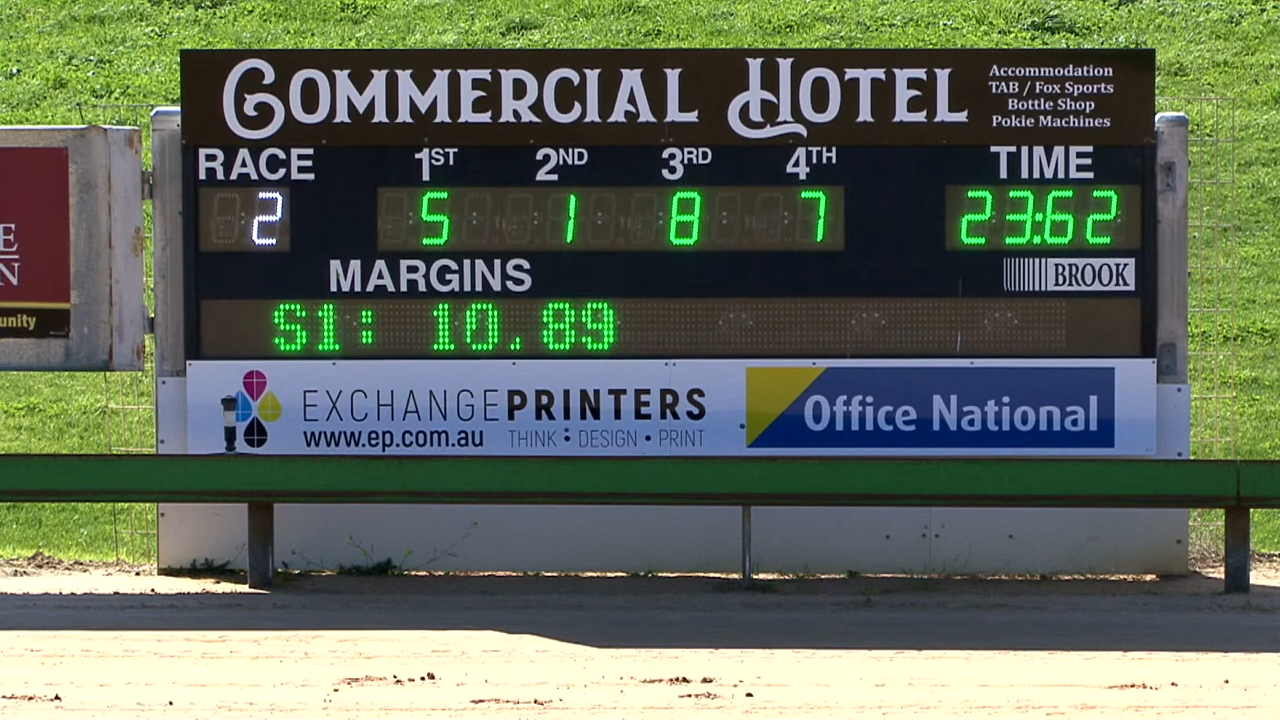 COMMERCIAL HOTEL
Accommodation
TAB / Fox Sports
Bottle Shop
Pokie Machines
RACE 1ST 2ND 3RD 4TH TIME
2 5 1 8 7 23:62
MARGINS
BROOK
S1: 10.89
EXCHANGEPRINTERS
www.ep.com.au THINK : DESIGN • PRINT
Office National
E
N
unity